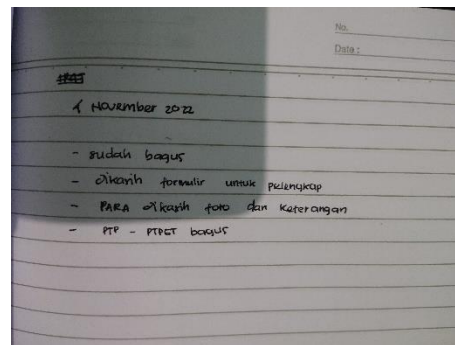 No.
Date :
1 November 2022
- sudah bagus
- dikasih formulir untuk pelengkap
- PARA dikasih foto dan keterangan
- PTP - PTPET bagus